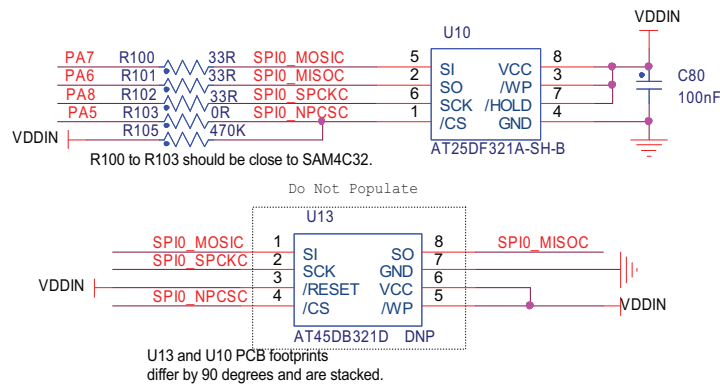 VDDIN
U10
PA7 R100 33R SPI0_MOSIC 5 SI VCC 8
PA6 R101 33R SPI0_MISOC 2 SO /WP 3
PA8 R102 33R SPI0_SPCKC 6 SCK /HOLD 7
PA5 R103 0R SPI0_NPCSC 1 /CS GND 4
C80
100nF
VDDIN R105 470K
AT25DF321A-SH-B
R100 to R103 should be close to SAM4C32.
Do Not Populate
U13
SPI0_MOSIC 1 SI SO 8 SPI0_MISOC
SPI0_SPCKC 2 SCK GND 7
VDDIN 3 /RESET VCC 6
SPI0_NPCSC 4 /CS /WP 5 VDDIN
AT45DB321D DNP
U13 and U10 PCB footprints
differ by 90 degrees and are stacked.